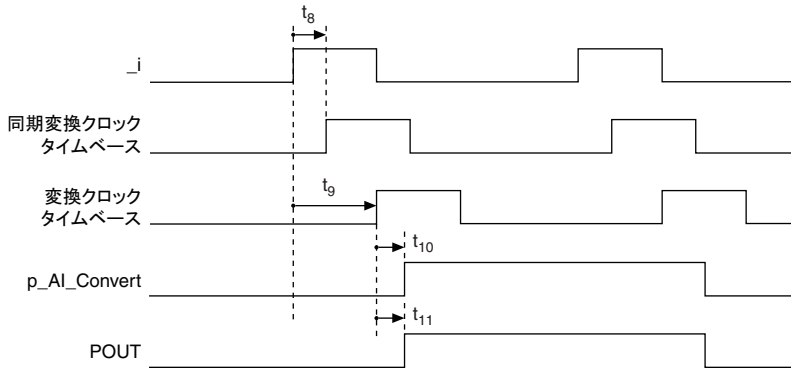 t8
_i
同期変換クロック
タイムベース
t9
変換クロック
タイムベース
t10
p_AI_Convert
t11
POUT